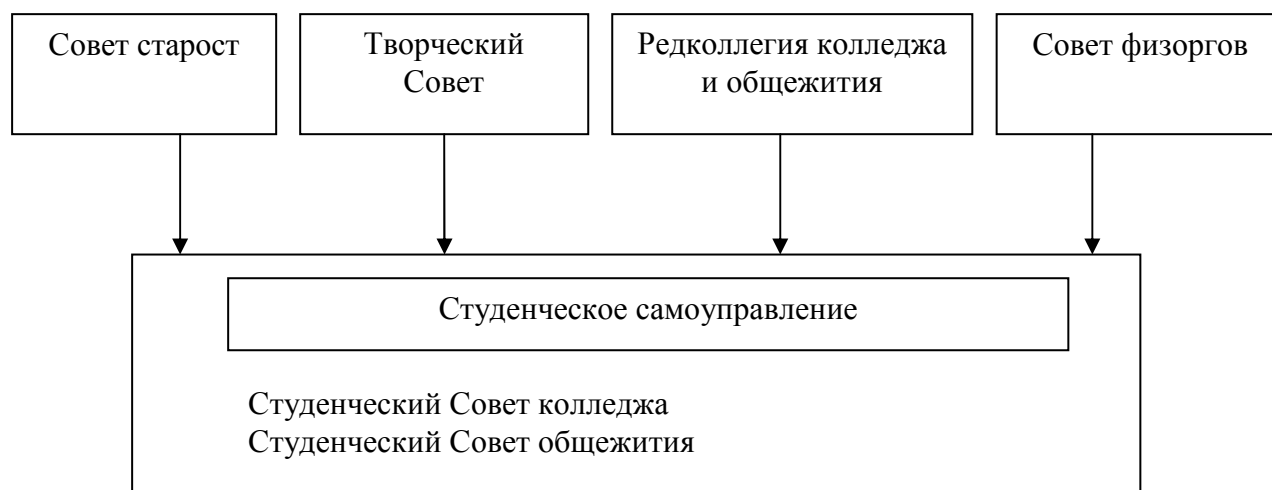 Совет старост
Творческий
Совет
Редколлегия колледжа
и общежития
Совет физоргов
Студенческое самоуправление
Студенческий Совет колледжа
Студенческий Совет общежития